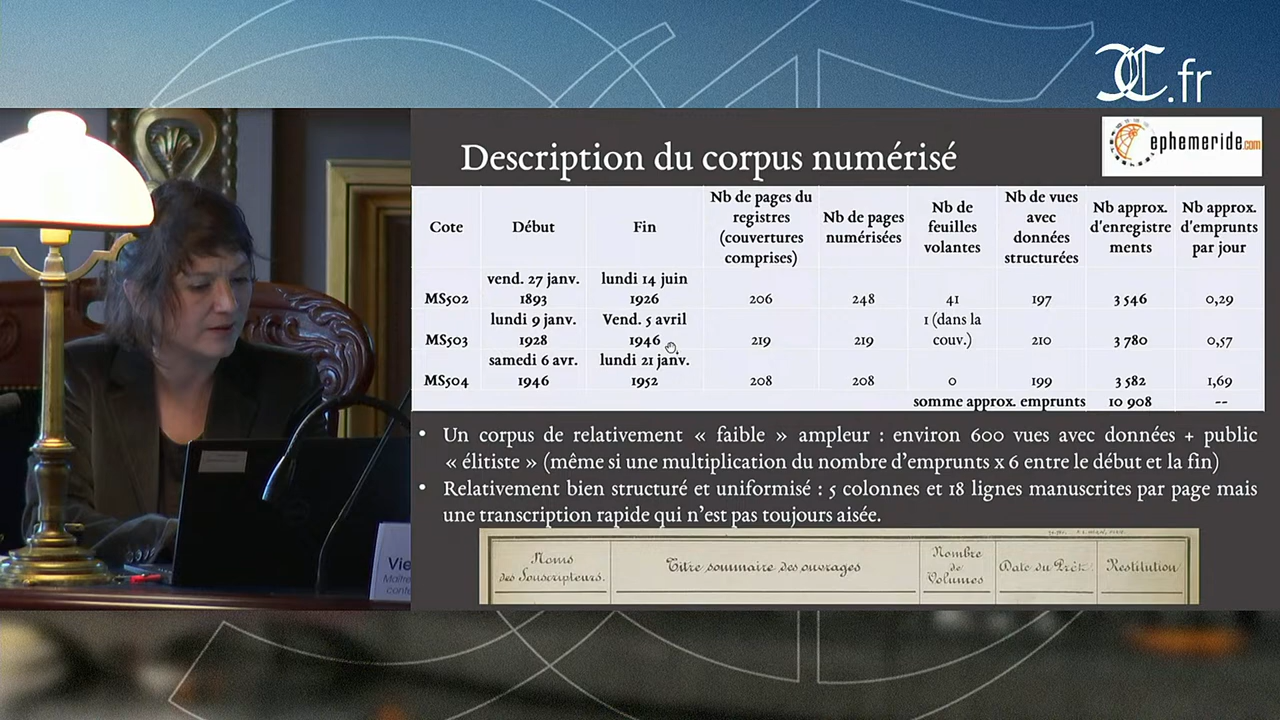 .fr
ephemeride.com
Description du corpus numérisé
Cote
Début
Fin
Nb de pages du
registres
(couvertures
comprises)
Nb de pages
numérisées
Nb de
feuilles
volantes
Nb de vues
avec
données
structurées
Nb approx.
d'enregistre
ments
Nb approx.
d'emprunts
par jour
MS502
vend. 27 janv.
1893
lundi 14 juin
1926
206
248
41
197
3 546
0,29
MS503
lundi 9 janv.
1928
Vend. 5 avril
1946
219
219
1 (dans la
couv.)
210
3 780
0,57
MS504
samedi 6 avr.
1946
lundi 21 janv.
1952
208
208
0
199
3 582
1,69
somme approx. emprunts
10 908
--
• Un corpus de relativement « faible » ampleur : environ 600 vues avec données + public
« élitiste » (même si une multiplication du nombre d'emprunts x 6 entre le début et la fin)
• Relativement bien structuré et uniformisé : 5 colonnes et 18 lignes manuscrites par page mais
une transcription rapide qui n'est pas toujours aisée.
Noms
des Souscripteurs.
Titre sommaire des ouvrages
Nombre
de
Volumes
Date du Prêt
Restitution
Vie
Maître
conf